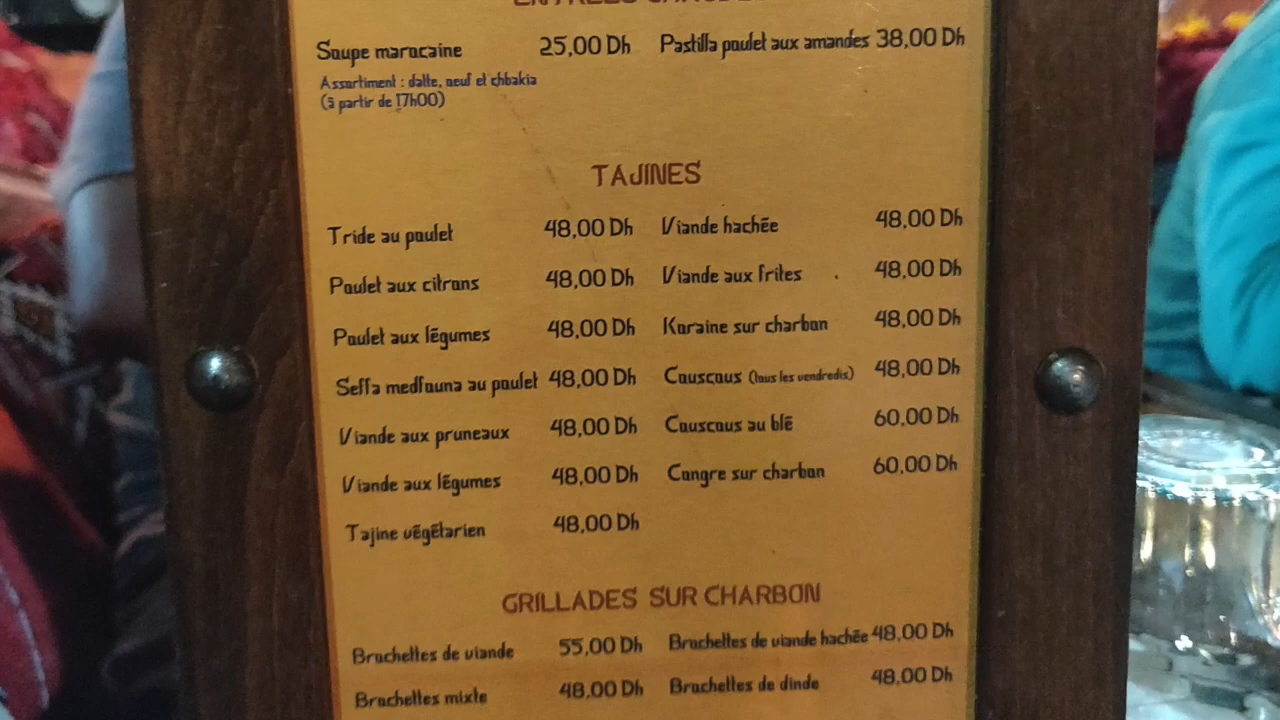 ENTRÉES CHAUDES
Soupe marocaine 25,00 Dh Pastilla poulet aux amandes 38,00 Dh
Assortiment : datte, oeuf et chbakia
(à partir de 17h00)
TAJINES
Tride au poulet 48,00 Dh Viande hachée 48,00 Dh
Poulet aux citrons 48,00 Dh Viande aux frites 48,00 Dh
Poulet aux légumes 48,00 Dh Koraine sur charbon 48,00 Dh
Seffa medfouna au poulet 48,00 Dh Couscous (tous les vendredis) 48,00 Dh
Viande aux pruneaux 48,00 Dh Couscous au blé 60,00 Dh
Viande aux légumes 48,00 Dh Congre sur charbon 60,00 Dh
Tajine végétarien 48,00 Dh
GRILLADES SUR CHARBON
Brochettes de viande 55,00 Dh Brochettes de viande hachée 48,00 Dh
Brochettes mixte 48,00 Dh Brochettes de dinde 48,00 Dh